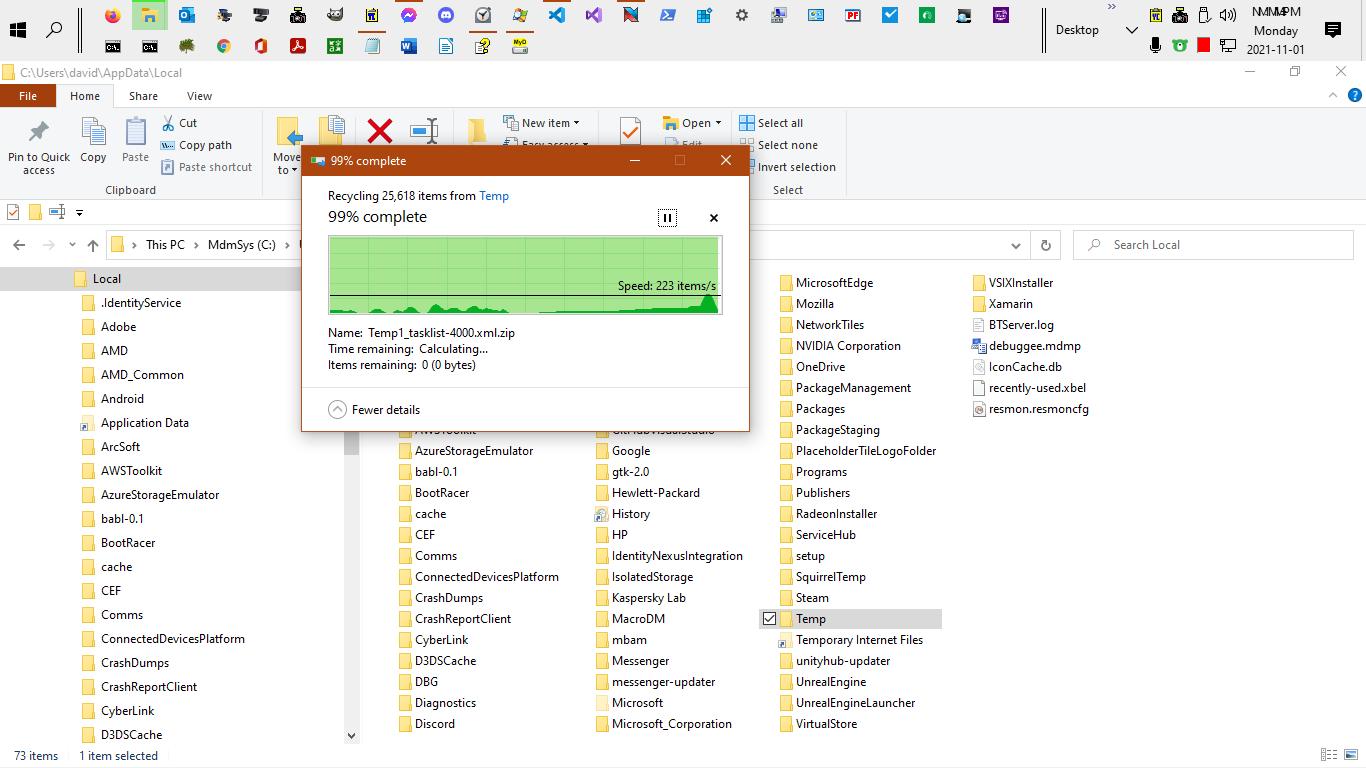 Desktop
Monday
2021-11-01
C:\Users\david\AppData\Local
File
Home
Share
View
Pin to Quick access
Copy
Paste
Cut
Copy path
Paste shortcut
Clipboard
Move to
New item
Open
Select all
Select none
Invert selection
Select
99% complete
Recycling 25,618 items from Temp
99% complete
Speed: 223 items/s
Name: Temp1_tasklist-4000.xml.zip
Time remaining: Calculating...
Items remaining: 0 (0 bytes)
Fewer details
This PC
MdmSys (C:)
Search Local
Local
.IdentityService
Adobe
AMD
AMD_Common
Android
Application Data
ArcSoft
AWSToolkit
AzureStorageEmulator
babl-0.1
BootRacer
cache
CEF
Comms
ConnectedDevicesPlatform
CrashDumps
CrashReportClient
CyberLink
D3DSCache
AWSToolkit
AzureStorageEmulator
babl-0.1
BootRacer
cache
CEF
Comms
ConnectedDevicesPlatform
CrashDumps
CrashReportClient
CyberLink
D3DSCache
DBG
Diagnostics
Discord
GitHubVisualStudio
Google
gtk-2.0
Hewlett-Packard
History
HP
IdentityNexusIntegration
IsolatedStorage
Kaspersky Lab
MacroDM
mbam
Messenger
messenger-updater
Microsoft
Microsoft_Corporation
MicrosoftEdge
Mozilla
NetworkTiles
NVIDIA Corporation
OneDrive
PackageManagement
Packages
PackageStaging
PlaceholderTileLogoFolder
Programs
Publishers
RadeonInstaller
ServiceHub
setup
SquirrelTemp
Steam
Temp
Temporary Internet Files
unityhub-updater
UnrealEngine
UnrealEngineLauncher
VirtualStore
VSIXInstaller
Xamarin
BTServer.log
debuggee.mdmp
IconCache.db
recently-used.xbel
resmon.resmoncfg
73 items
1 item selected